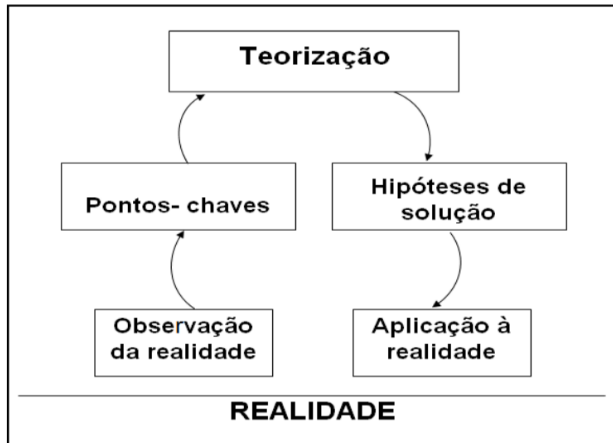 Teorização
Pontos- chaves
Hipóteses de
solução
Observação
da realidade
Aplicação à
realidade
REALIDADE